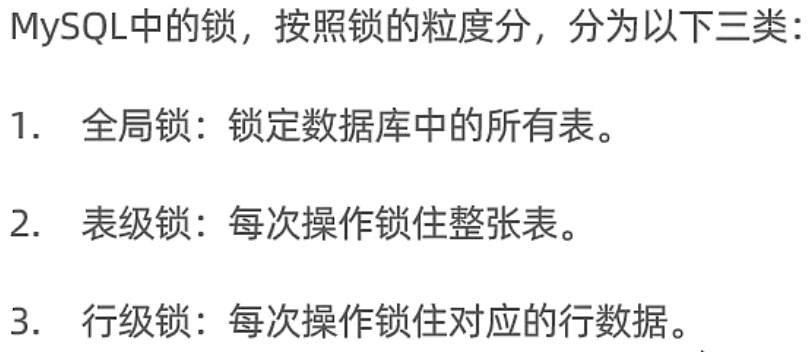 MySQL中的锁，按照锁的粒度分，分为以下三类：
1. 全局锁：锁定数据库中的所有表。
2. 表级锁：每次操作锁住整张表。
3. 行级锁：每次操作锁住对应的行数据。